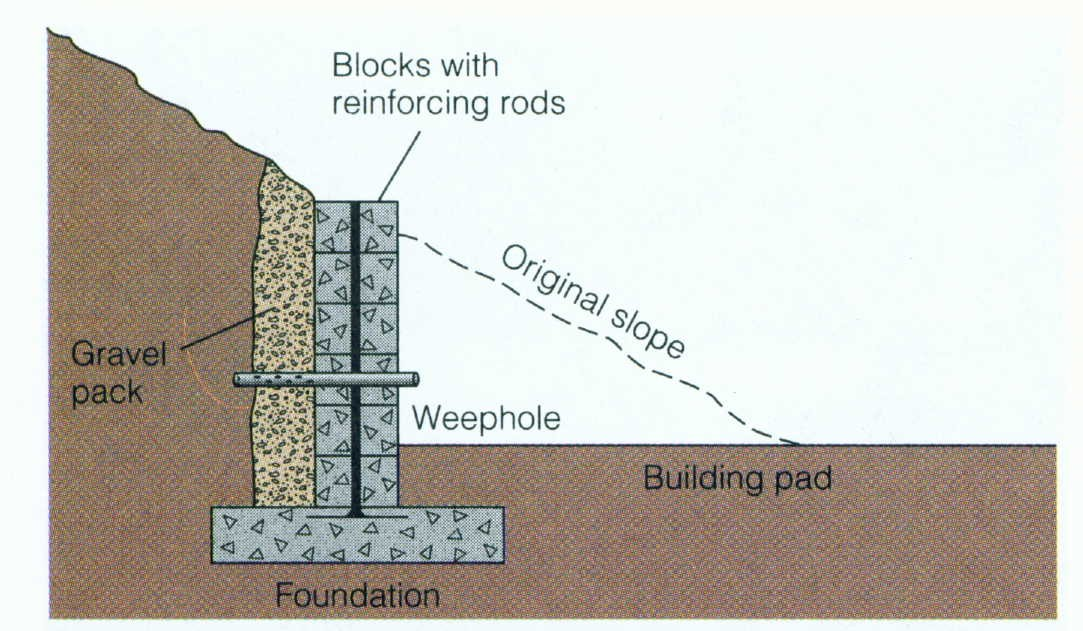 Blocks with
reinforcing rods
Original slope
Gravel
pack
Weephole
Building pad
Foundation